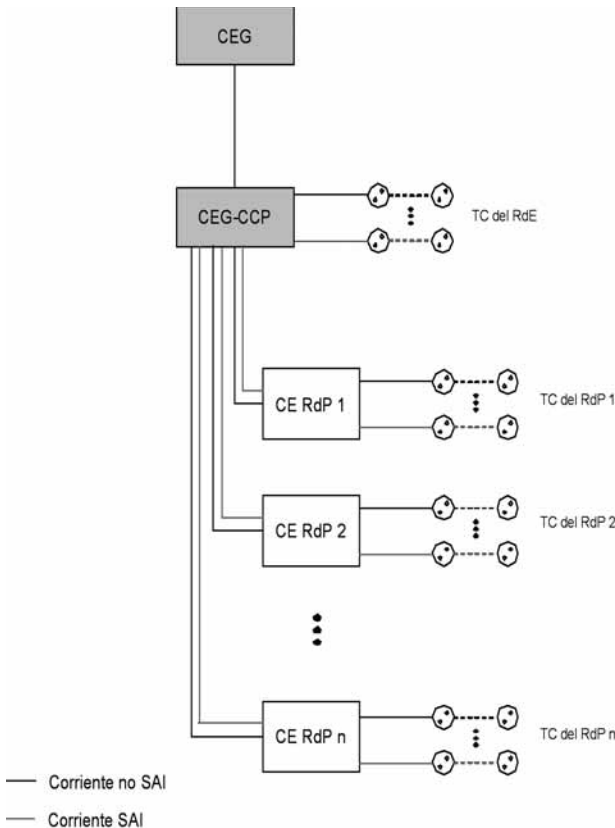 CEG
CEG-CCP
TC del RdE
CE RdP 1
TC del RdP 1
CE RdP 2
TC del RdP 2
CE RdP n
TC del RdP n
Corriente no SAI
Corriente SAI